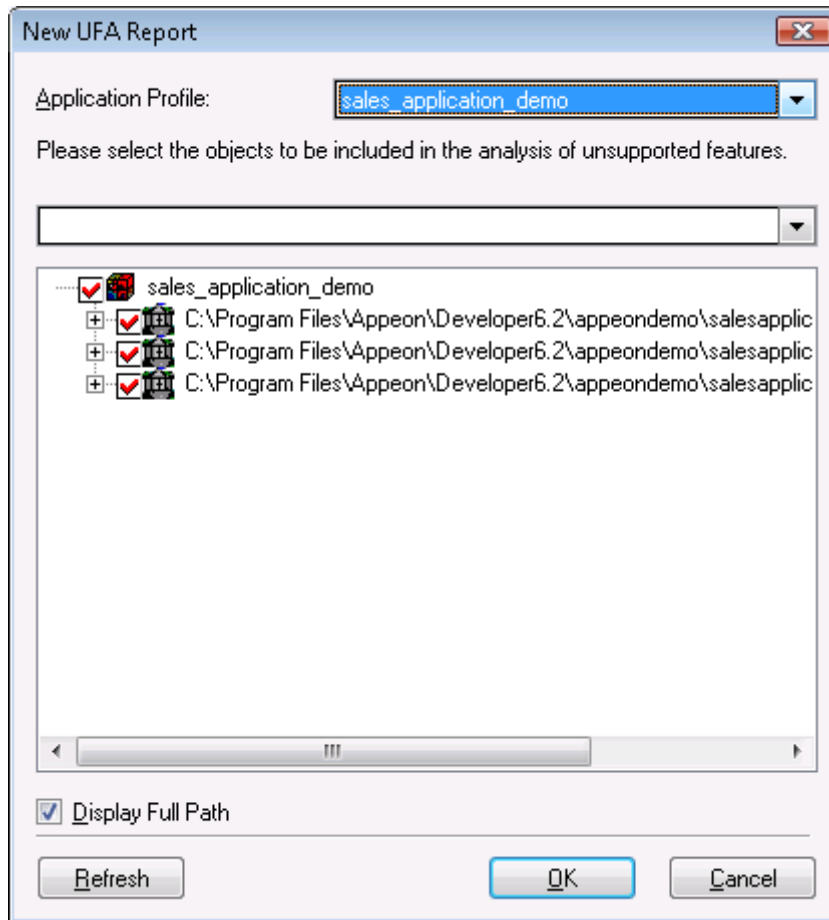 New UFA Report
Application Profile: sales_application_demo
Please select the objects to be included in the analysis of unsupported features.
sales_application_demo
C:\Program Files\Appeon\Developer6.2\appeondemo\salesapplic
C:\Program Files\Appeon\Developer6.2\appeondemo\salesapplic
C:\Program Files\Appeon\Developer6.2\appeondemo\salesapplic
Display Full Path
Refresh OK Cancel